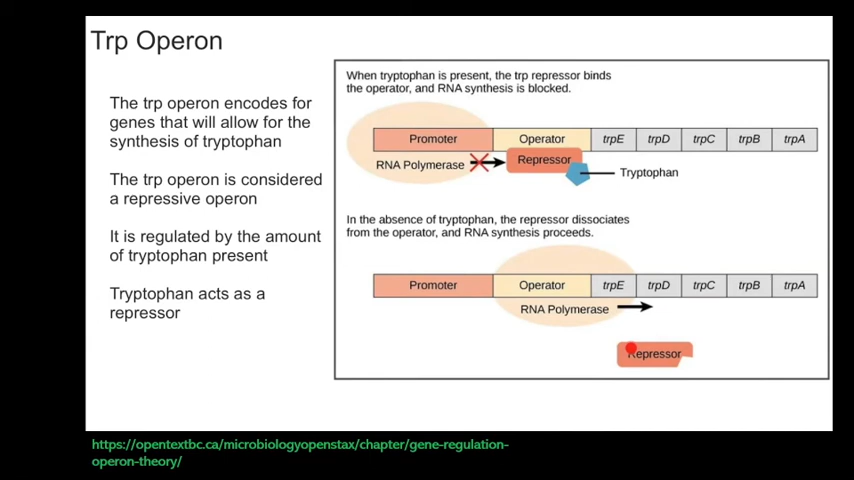 Trp Operon
The trp operon encodes for
genes that will allow for the
synthesis of tryptophan
The trp operon is considered
a repressive operon
It is regulated by the amount
of tryptophan present
Tryptophan acts as a
repressor
When tryptophan is present, the trp repressor binds
the operator, and RNA synthesis is blocked.
Promoter Operator trpE trpD trpC trpB trpA
RNA Polymerase Repressor
Tryptophan
In the absence of tryptophan, the repressor dissociates
from the operator, and RNA synthesis proceeds.
Promoter Operator trpE trpD trpC trpB trpA
RNA Polymerase
Repressor
https://opentextbc.ca/microbiologyopenstax/chapter/gene-regulation-
operon-theory/